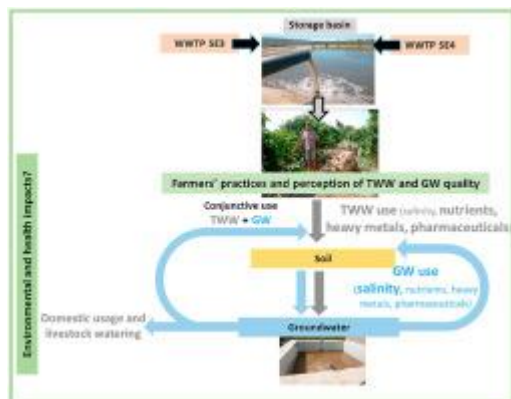 Storage basin
WWTP SE3
WWTP SE4
Farmers' practices and perception of TWW and GW quality
Conjunctive use
TWW + GW
TWW use (salinity, nutrients,
heavy metals, pharmaceuticals)
Soil
GW use
(salinity, nutrients, heavy
metals, pharmaceuticals)
Environmental and health impacts?
Domestic usage and
livestock watering
Groundwater